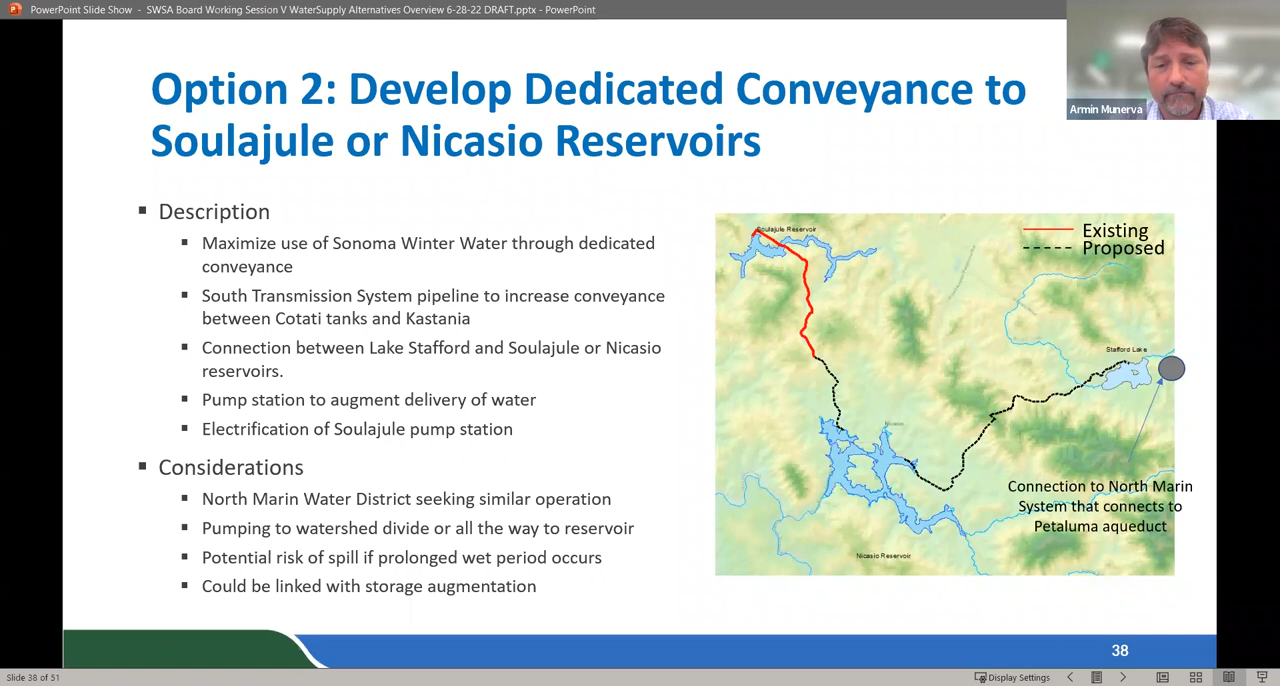 PowerPoint Slide Show - SWSA Board Working Session V WaterSupply Alternatives Overview 6-28-22 DRAFT.pptx - PowerPoint
Armin Munerva
Option 2: Develop Dedicated Conveyance to
Soulajule or Nicasio Reservoirs
Description
Maximize use of Sonoma Winter Water through dedicated
conveyance
South Transmission System pipeline to increase conveyance
between Cotati tanks and Kastania
Connection between Lake Stafford and Soulajule or Nicasio
reservoirs.
Pump station to augment delivery of water
Electrification of Soulajule pump station
Considerations
North Marin Water District seeking similar operation
Pumping to watershed divide or all the way to reservoir
Potential risk of spill if prolonged wet period occurs
Could be linked with storage augmentation
Soulajule Reservoir
Existing
Proposed
Stafford Lake
Nicasio
Connection to North Marin
System that connects to
Petaluma aqueduct
Nicasio Reservoir
38
Slide 38 of 51
Display Settings